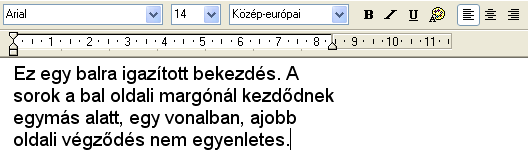 Arial 14 Közép-európai B I U
1 2 3 4 5 6 7 8 9 10 11
Ez egy balra igazított bekezdés. A
sorok a bal oldali margónál kezdődnek
egymás alatt, egy vonalban, ajobb
oldali végződés nem egyenletes.